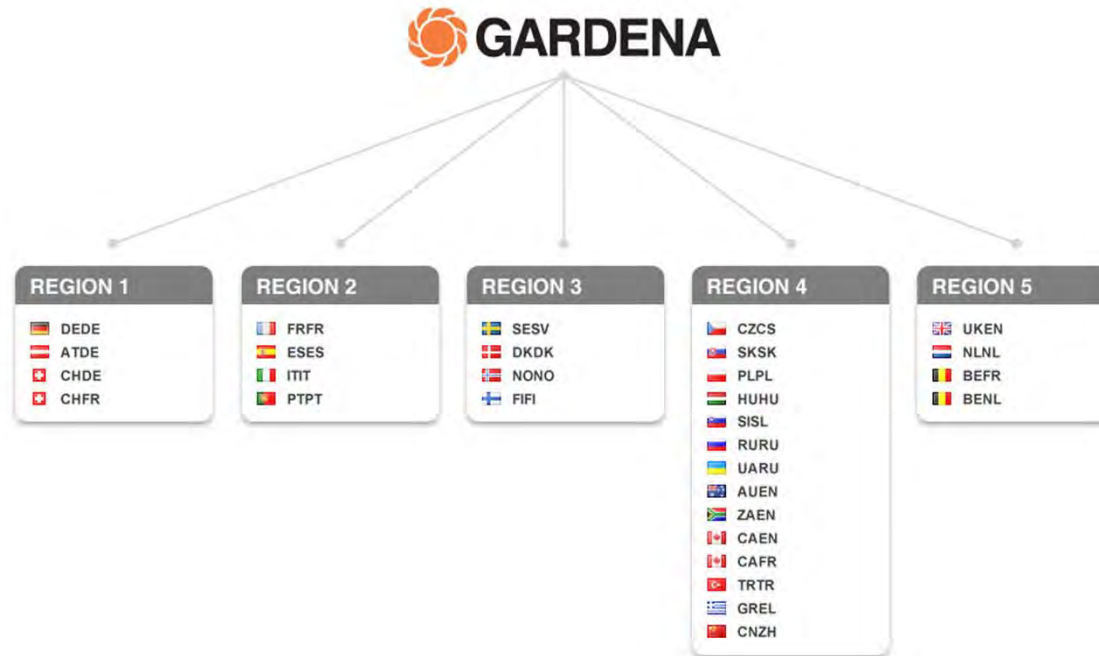 GARDENA
REGION 1
DEDE
ATDE
CHDE
CHFR
REGION 2
FRFR
ESES
ITIT
PTPT
REGION 3
SESV
DKDK
NONO
FIFI
REGION 4
CZCS
SKSK
PLPL
HUHU
SISL
RURU
UARU
AUEN
ZAEN
CAEN
CAFR
TRTR
GREL
CNZH
REGION 5
UKEN
NLNL
BEFR
BENL